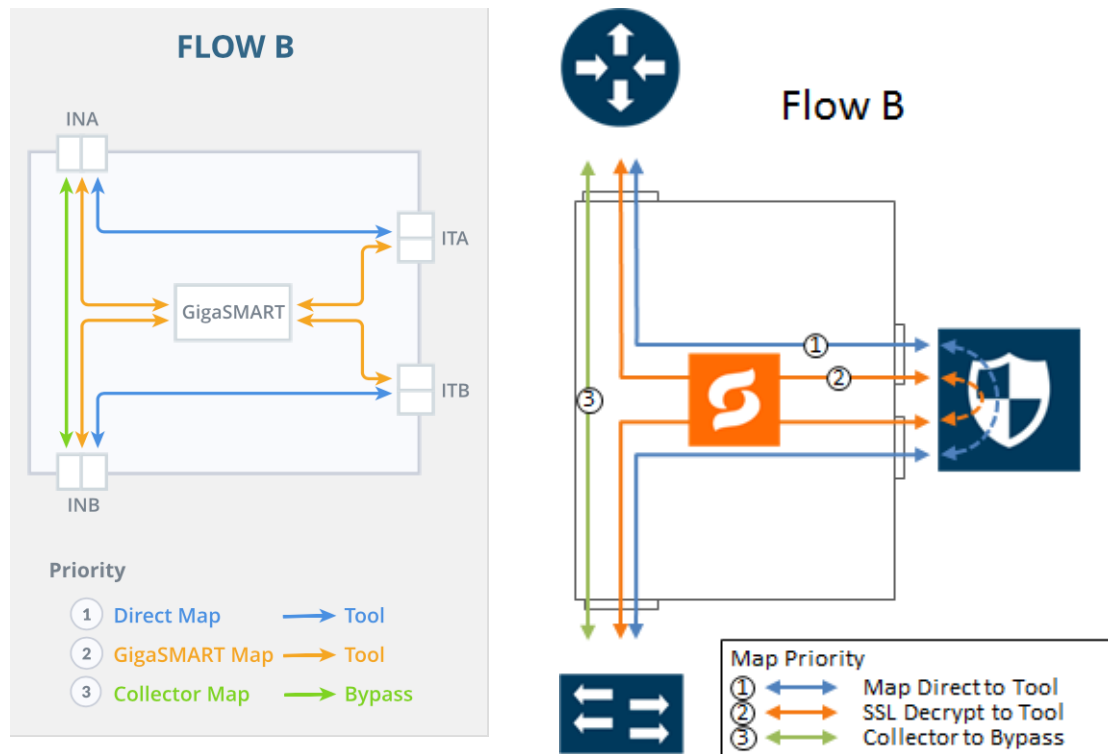 FLOW B
INA
ITA
GigaSMART
ITB
INB
Priority
1 Direct Map Tool
2 GigaSMART Map Tool
3 Collector Map Bypass
Flow B
1
2
3
Map Priority
1 Map Direct to Tool
2 SSL Decrypt to Tool
3 Collector to Bypass